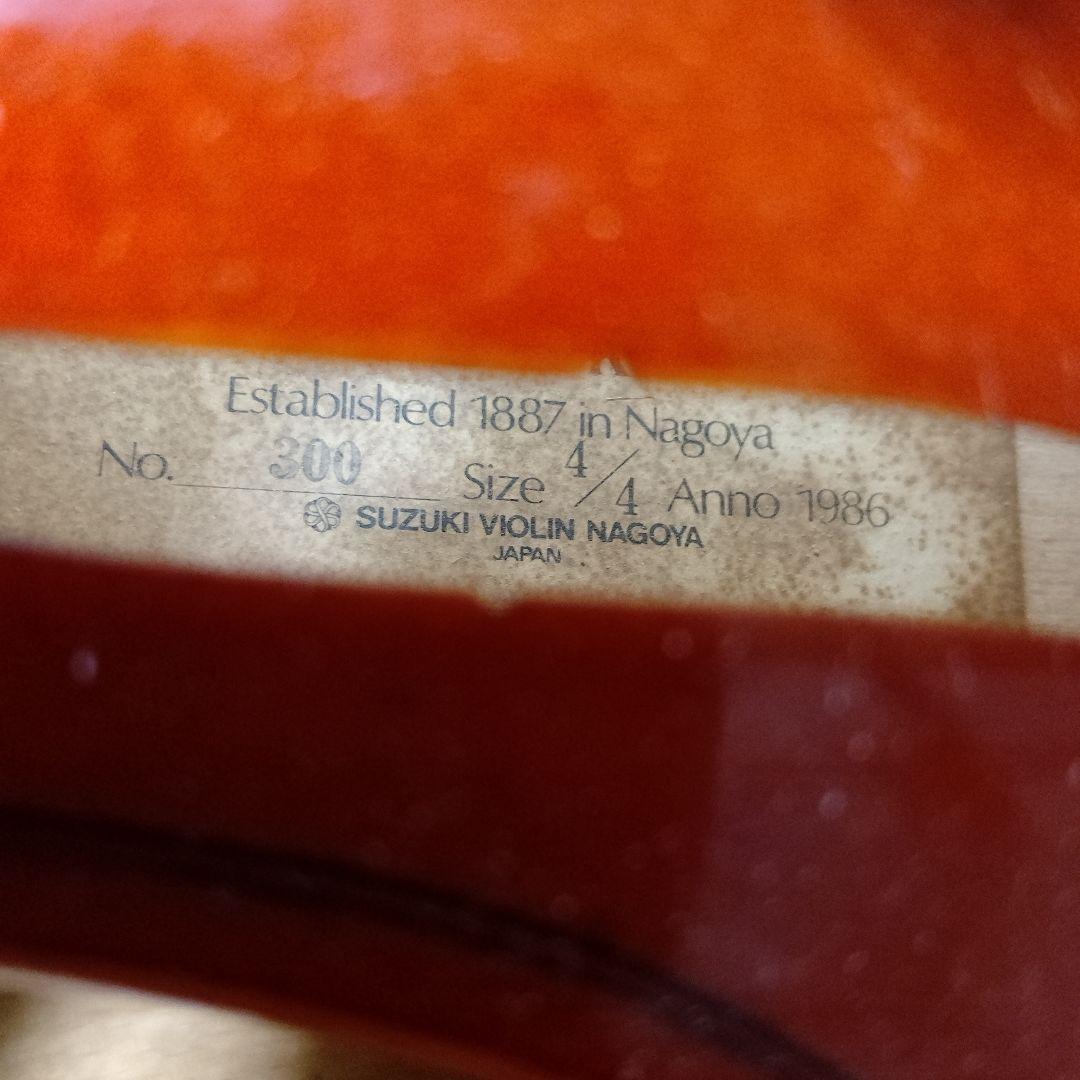 Established 1887 in Nagoya
No. 300 Size 4/4 Anno 1986
SUZUKI VIOLIN NAGOYA
JAPAN